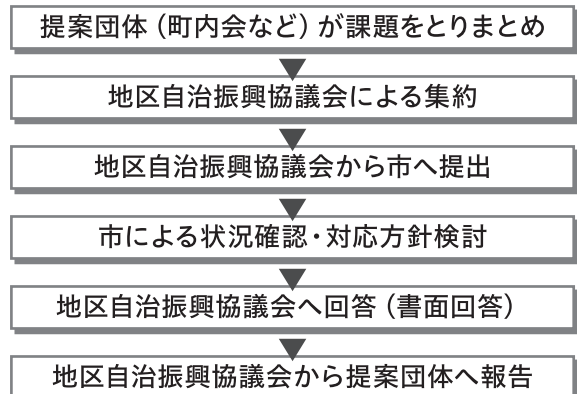 提案団体（町内会など）が課題をとりまとめ
地区自治振興協議会による集約
地区自治振興協議会から市へ提出
市による状況確認・対応方針検討
地区自治振興協議会へ回答（書面回答）
地区自治振興協議会から提案団体へ報告